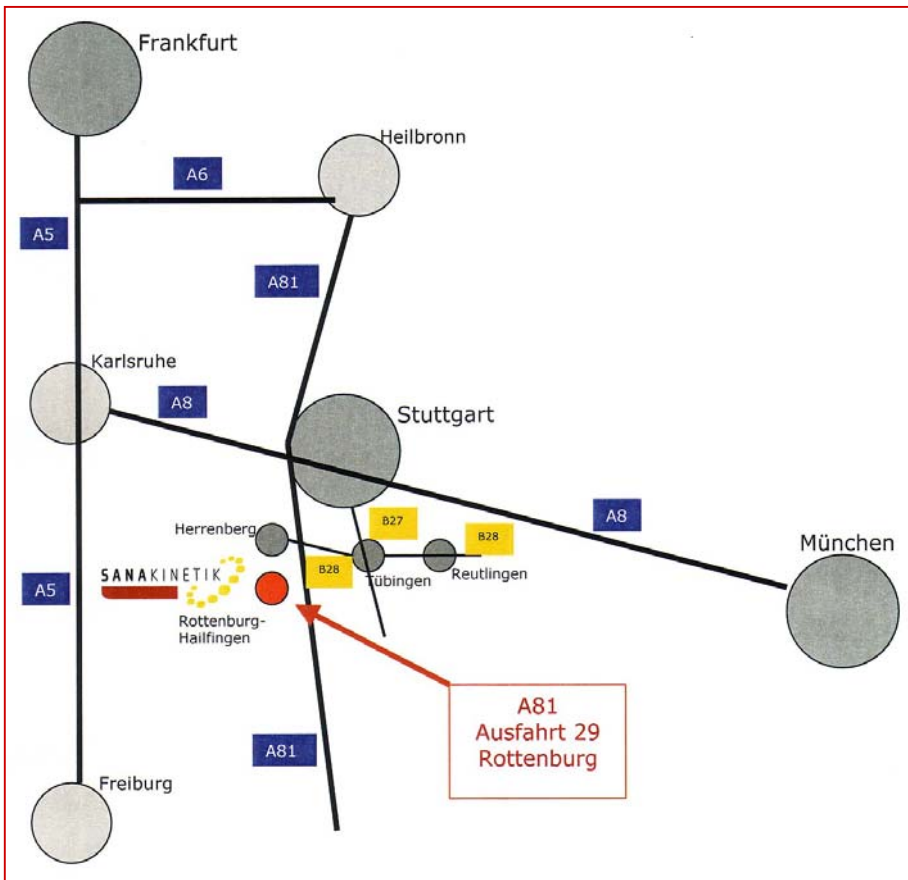 Frankfurt
Heilbronn
A6
A5
A81
Karlsruhe
A8
Stuttgart
B27
Herrenberg
B28
B28
A8
München
Tübingen
Reutlingen
SANAKINETIK
A5
Rottenburg-
Hailfingen
A81
Ausfahrt 29
Rottenburg
A81
Freiburg